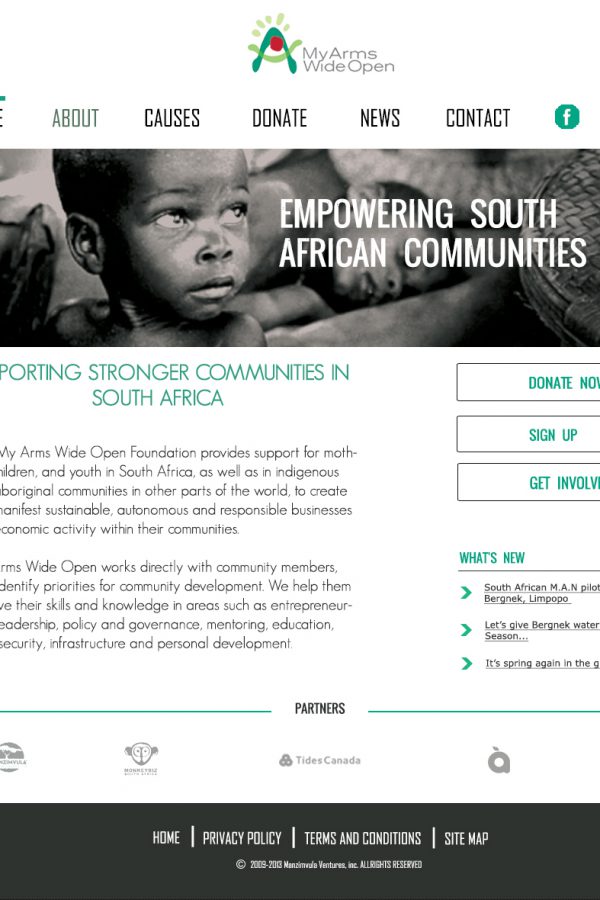 MyArms
Wide Open
E ABOUT CAUSES DONATE NEWS CONTACT f
EMPOWERING SOUTH
AFRICAN COMMUNITIES
PORTING STRONGER COMMUNITIES IN
SOUTH AFRICA
My Arms Wide Open Foundation provides support for moth-
hildren, and youth in South Africa, as well as in indigenous
boriginal communities in other parts of the world, to create
manifest sustainable, autonomous and responsible businesses
economic activity within their communities.
Arms Wide Open works directly with community members,
identify priorities for community development. We help them
ve their skills and knowledge in areas such as entrepreneur-
eadership, policy and governance, mentoring, education,
security, infrastructure and personal development.
DONATE NOW
SIGN UP
GET INVOLVE
WHAT'S NEW
South African M.A.N pilot
Bergnek, Limpopo
Let's give Bergnek water
Season...
It's spring again in the g
PARTNERS
NZIMVULA
MONKEYBIZ
SOUTH AFRICA
Tides Canada
HOME | PRIVACY POLICY | TERMS AND CONDITIONS | SITE MAP
© 2009-2013 Manzimvula Ventures, inc. ALLRIGHTS RESERVED